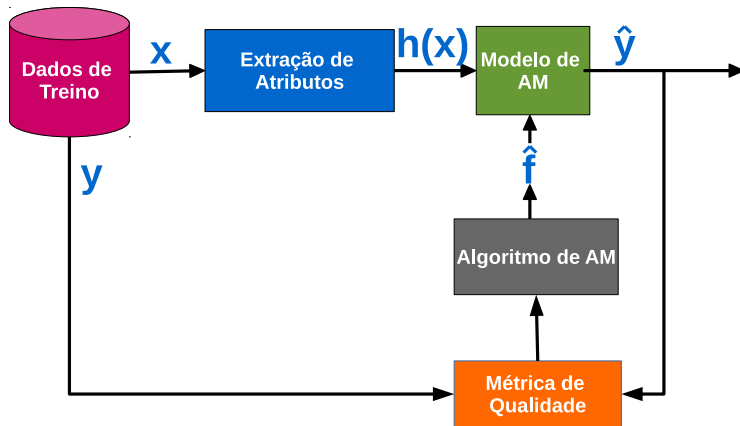 Dados de
Treino
x
Extração de
Atributos
h(x)
Modelo de
AM
ŷ
y
f̂
Algoritmo de AM
Métrica de
Qualidade